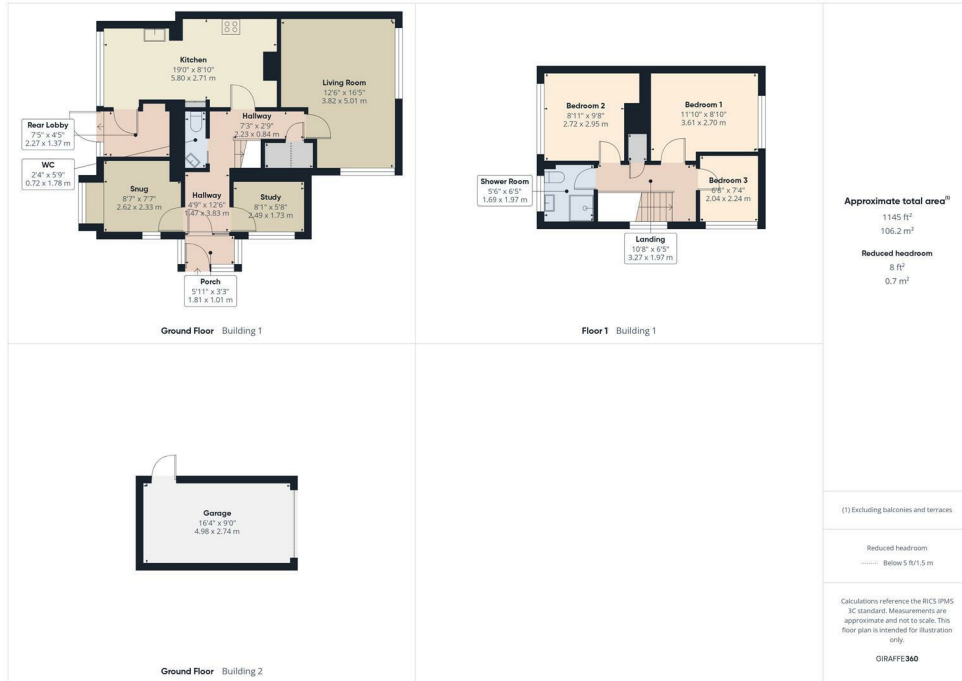 Kitchen
19'0" x 8'10"
5.80 x 2.71 m
Living Room
12'6" x 16'5"
3.82 x 5.01 m
Rear Lobby
7'5" x 4'5"
2.27 x 1.37 m
Hallway
7'3" x 2'9"
2.23 x 0.84 m
WC
2'4" x 5'9"
0.72 x 1.78 m
Snug
8'7" x 7'7"
2.62 x 2.33 m
Hallway
4'9" x 12'6"
1.47 x 3.83 m
Study
8'1" x 5'8"
2.49 x 1.73 m
Porch
5'11" x 3'3"
1.81 x 1.01 m
Ground Floor Building 1
Bedroom 2
8'11" x 9'8"
2.72 x 2.95 m
Bedroom 1
11'10" x 8'10"
3.61 x 2.70 m
Shower Room
5'6" x 6'5"
1.69 x 1.97 m
Bedroom 3
6'8" x 7'4"
2.04 x 2.24 m
Landing
10'8" x 6'5"
3.27 x 1.97 m
Floor 1 Building 1
Garage
16'4" x 9'0"
4.98 x 2.74 m
Ground Floor Building 2
Approximate total area(1)
1145 ft²
106.2 m²
Reduced headroom
8 ft²
0.7 m²
(1) Excluding balconies and terraces
Reduced headroom
Below 5 ft/1.5 m
Calculations reference the RICS IPMS
3C standard. Measurements are
approximate and not to scale. This
floor plan is intended for illustration
only.
GIRAFFE360